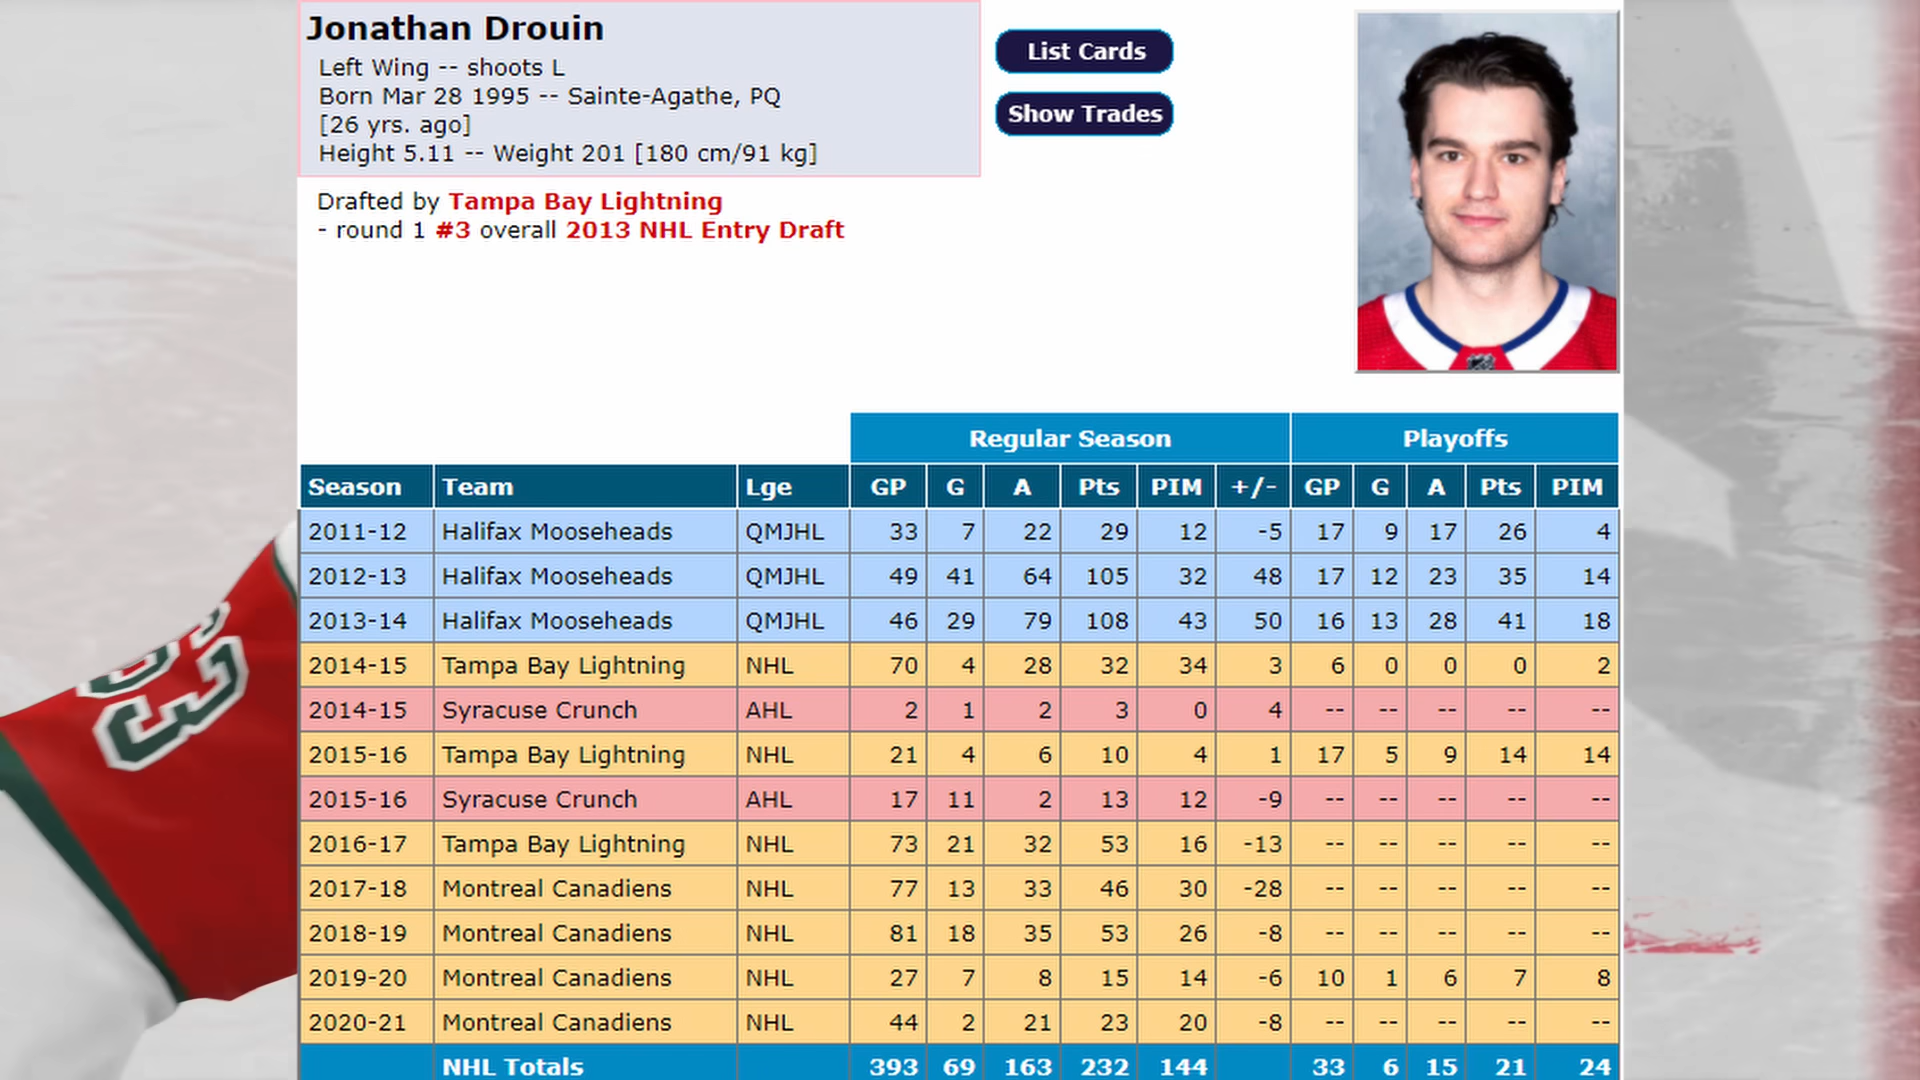 Jonathan Drouin
Left Wing -- shoots L
Born Mar 28 1995 -- Sainte-Agathe, PQ
[26 yrs. ago]
Height 5.11 -- Weight 201 [180 cm/91 kg]
List Cards
Show Trades
Drafted by Tampa Bay Lightning
- round 1 #3 overall 2013 NHL Entry Draft
Regular Season Playoffs
Season Team Lge GP G A Pts PIM +/- GP G A Pts PIM
2011-12 Halifax Mooseheads QMJHL 33 7 22 29 12 -5 17 9 17 26 4
2012-13 Halifax Mooseheads QMJHL 49 41 64 105 32 48 17 12 23 35 14
2013-14 Halifax Mooseheads QMJHL 46 29 79 108 43 50 16 13 28 41 18
2014-15 Tampa Bay Lightning NHL 70 4 28 32 34 3 6 0 0 0 2
2014-15 Syracuse Crunch AHL 2 1 2 3 0 4 -- -- -- -- --
2015-16 Tampa Bay Lightning NHL 21 4 6 10 4 1 17 5 9 14 14
2015-16 Syracuse Crunch AHL 17 11 2 13 12 -9 -- -- -- -- --
2016-17 Tampa Bay Lightning NHL 73 21 32 53 16 -13 -- -- -- -- --
2017-18 Montreal Canadiens NHL 77 13 33 46 30 -28 -- -- -- -- --
2018-19 Montreal Canadiens NHL 81 18 35 53 26 -8 -- -- -- -- --
2019-20 Montreal Canadiens NHL 27 7 8 15 14 -6 10 1 6 7 8
2020-21 Montreal Canadiens NHL 44 2 21 23 20 -8 -- -- -- -- --
NHL Totals 393 69 163 232 144 33 6 15 21 24